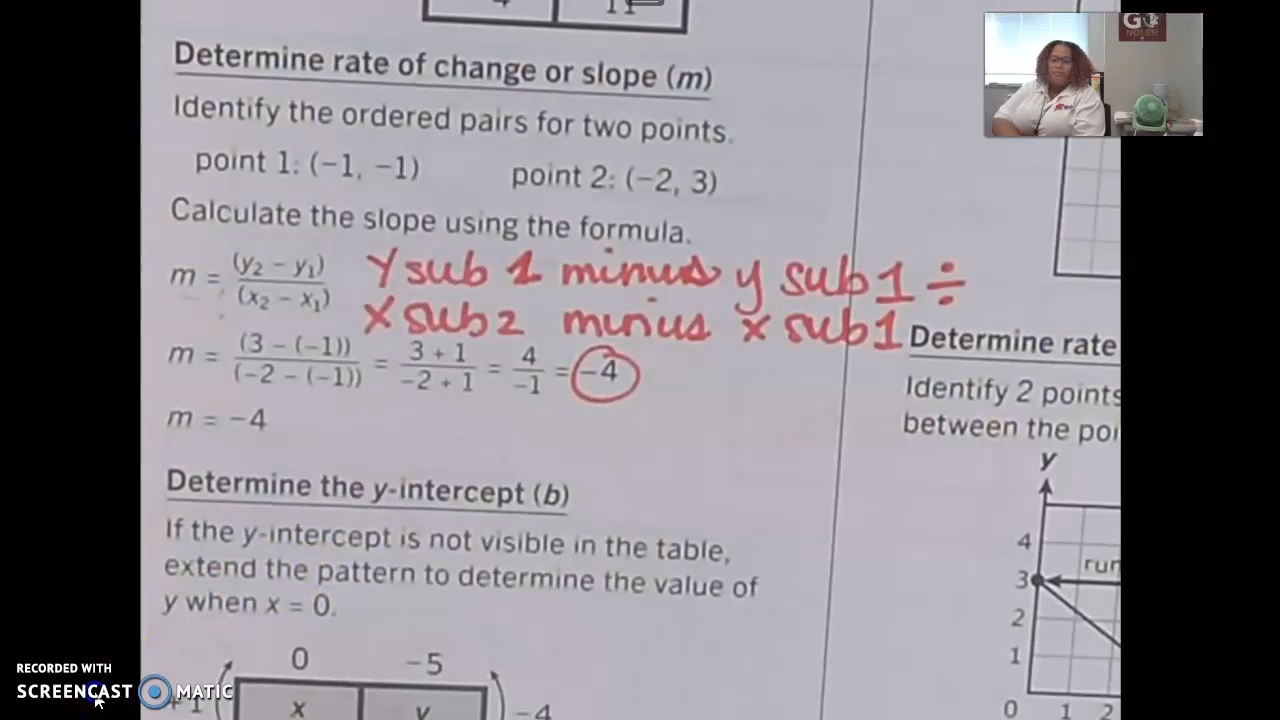 4 11
GO
NOLES!
Determine rate of change or slope (m)
Identify the ordered pairs for two points.
point 1: (−1, −1) point 2: (−2, 3)
Calculate the slope using the formula.
m = (y₂ − y₁) / (x₂ − x₁)
Y sub 1 minus y sub 1 ÷
X sub 2 minus x sub 1
m = (3 − (−1)) / (−2 − (−1)) = 3 + 1 / −2 + 1 = 4 / −1 = −4
m = −4
Determine the y-intercept (b)
If the y-intercept is not visible in the table,
extend the pattern to determine the value of
y when x = 0.
0 −5
+1 x y −4
Determine rate
Identify 2 points
between the poi
y
4
run
3
2
1
0 1 2
RECORDED WITH
SCREENCAST MATIC